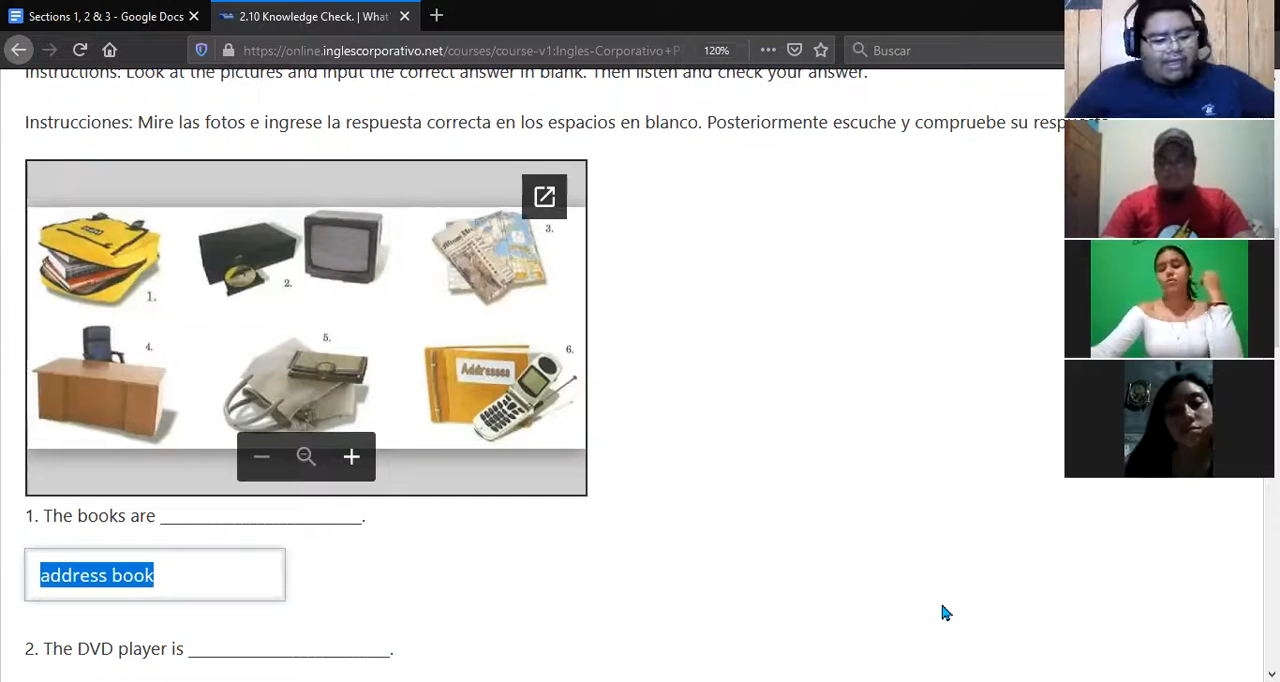 Sections 1, 2 & 3 - Google Docs
2.10 Knowledge Check. | What
https://online.inglescorporativo.net/courses/course-v1:Ingles-Corporativo+P
120%
Buscar
Instructions: Look at the pictures and input the correct answer in blank. Then listen and check your answer.
Instrucciones: Mire las fotos e ingrese la respuesta correcta en los espacios en blanco. Posteriormente escuche y compruebe su respuesta
1.
2.
3.
4.
5.
6.
Addresses
1. The books are ______________________.
address book
2. The DVD player is ______________________.